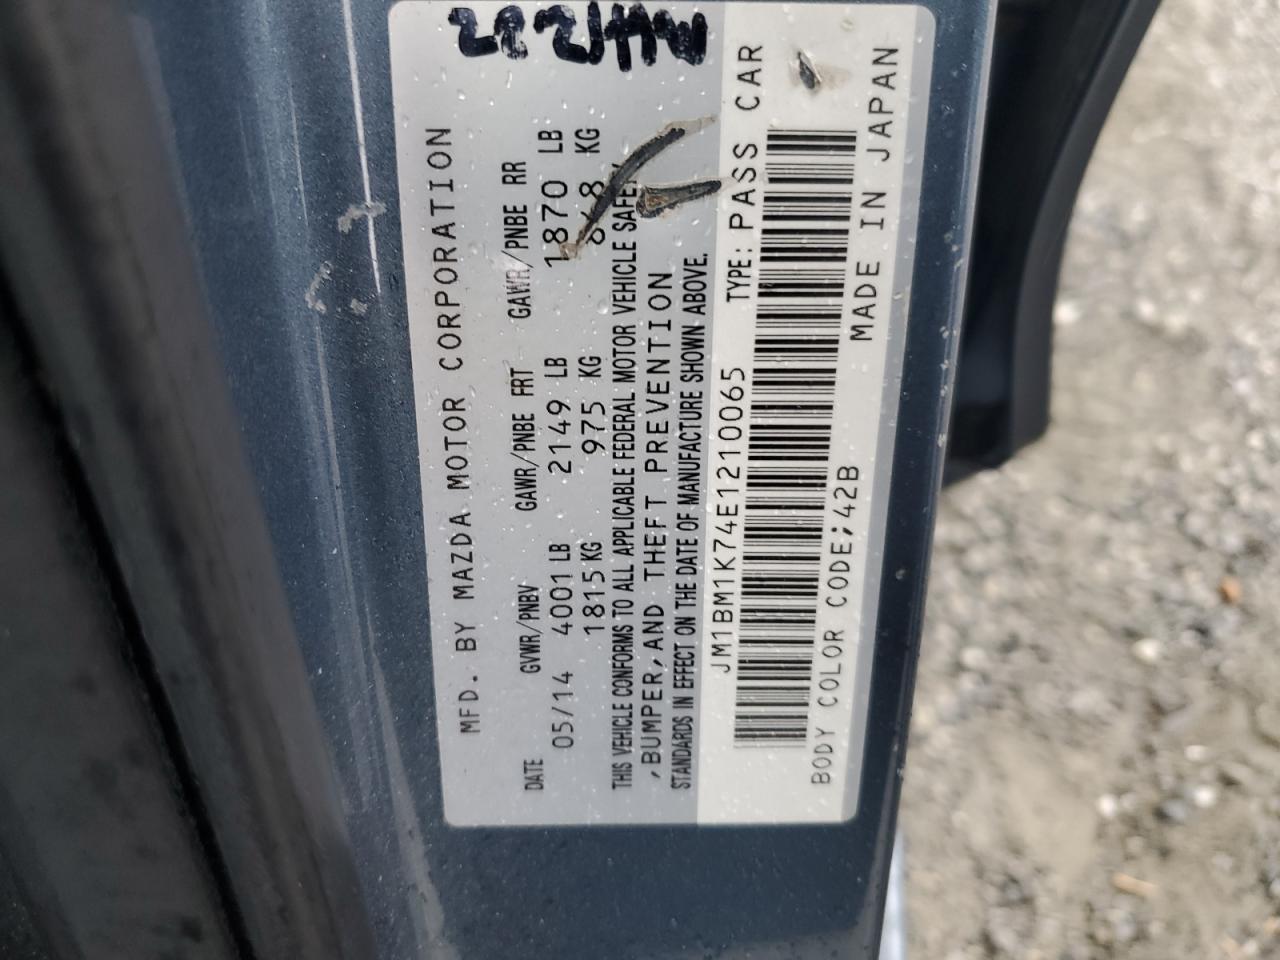 MFD. BY MAZDA MOTOR CORPORATION
DATE GVWR/PNBV GAWR/PNBE FRT GAWR/PNBE RR
05/14 4001 LB 2149 LB 1870 LB
1815 KG 975 KG 848 KG
THIS VEHICLE CONFORMS TO ALL APPLICABLE FEDERAL MOTOR VEHICLE SAFE
,BUMPER,AND THEFT PREVENTION
STANDARDS IN EFFECT ON THE DATE OF MANUFACTURE SHOWN ABOVE.
JM1BM1K74E1210065 TYPE: PASS CAR
BODY COLOR CODE;42B MADE IN JAPAN